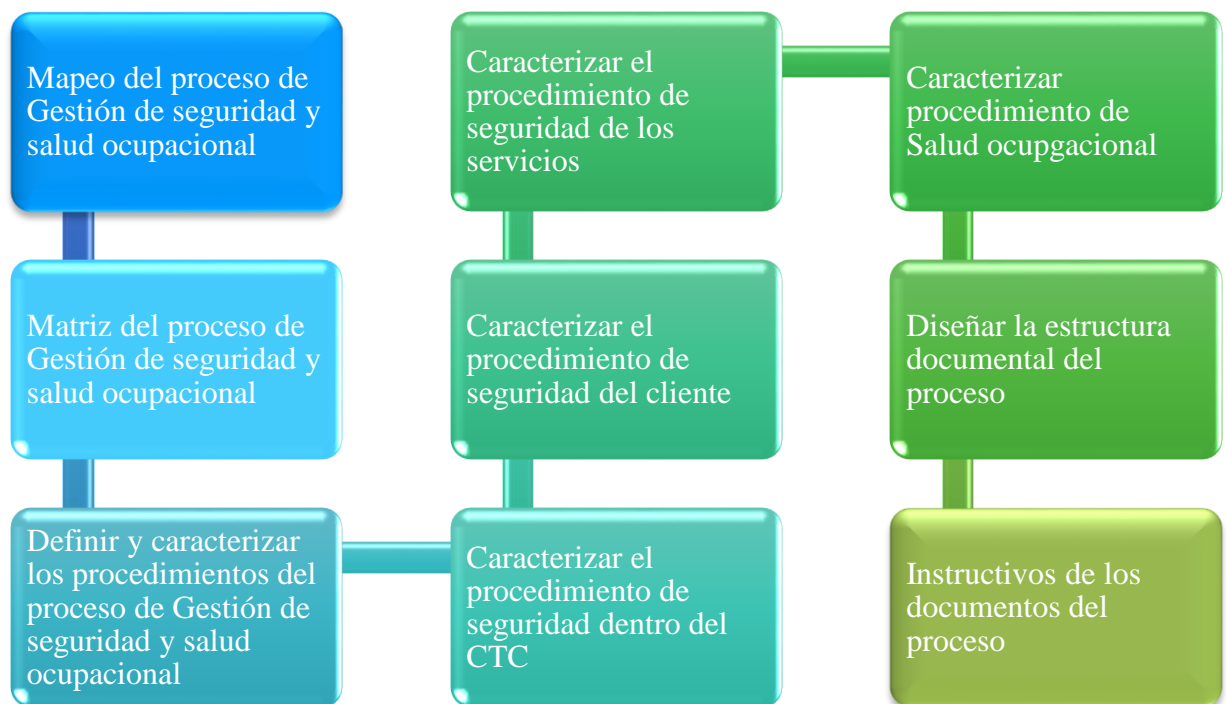 Mapeo del proceso de
Gestión de seguridad y
salud ocupacional
Matriz del proceso de
Gestión de seguridad y
salud ocupacional
Definir y caracterizar
los procedimientos del
proceso de Gestión de
seguridad y salud
ocupacional
Caracterizar el
procedimiento de
seguridad dentro del
CTC
Caracterizar el
procedimiento de
seguridad del cliente
Caracterizar el
procedimiento de
seguridad de los
servicios
Caracterizar
procedimiento de
Salud ocupgacional
Diseñar la estructura
documental del
proceso
Instructivos de los
documentos del
proceso